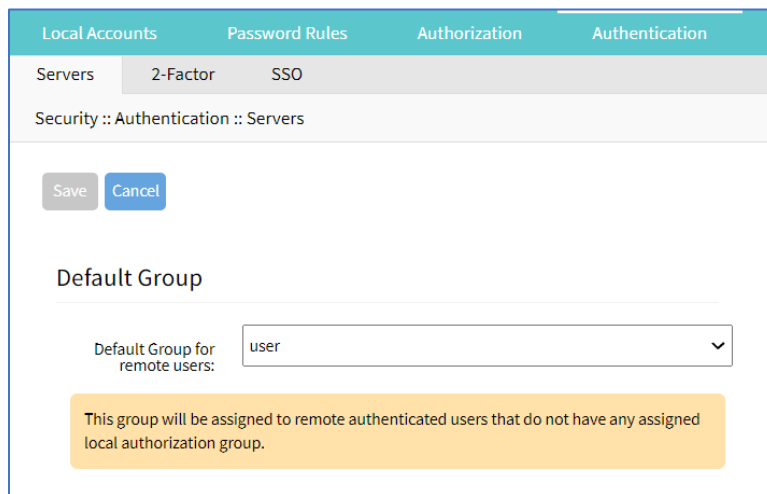 Local Accounts Password Rules Authorization Authentication
Servers 2-Factor SSO
Security :: Authentication :: Servers
Save Cancel
Default Group
Default Group for
remote users:
user
This group will be assigned to remote authenticated users that do not have any assigned
local authorization group.